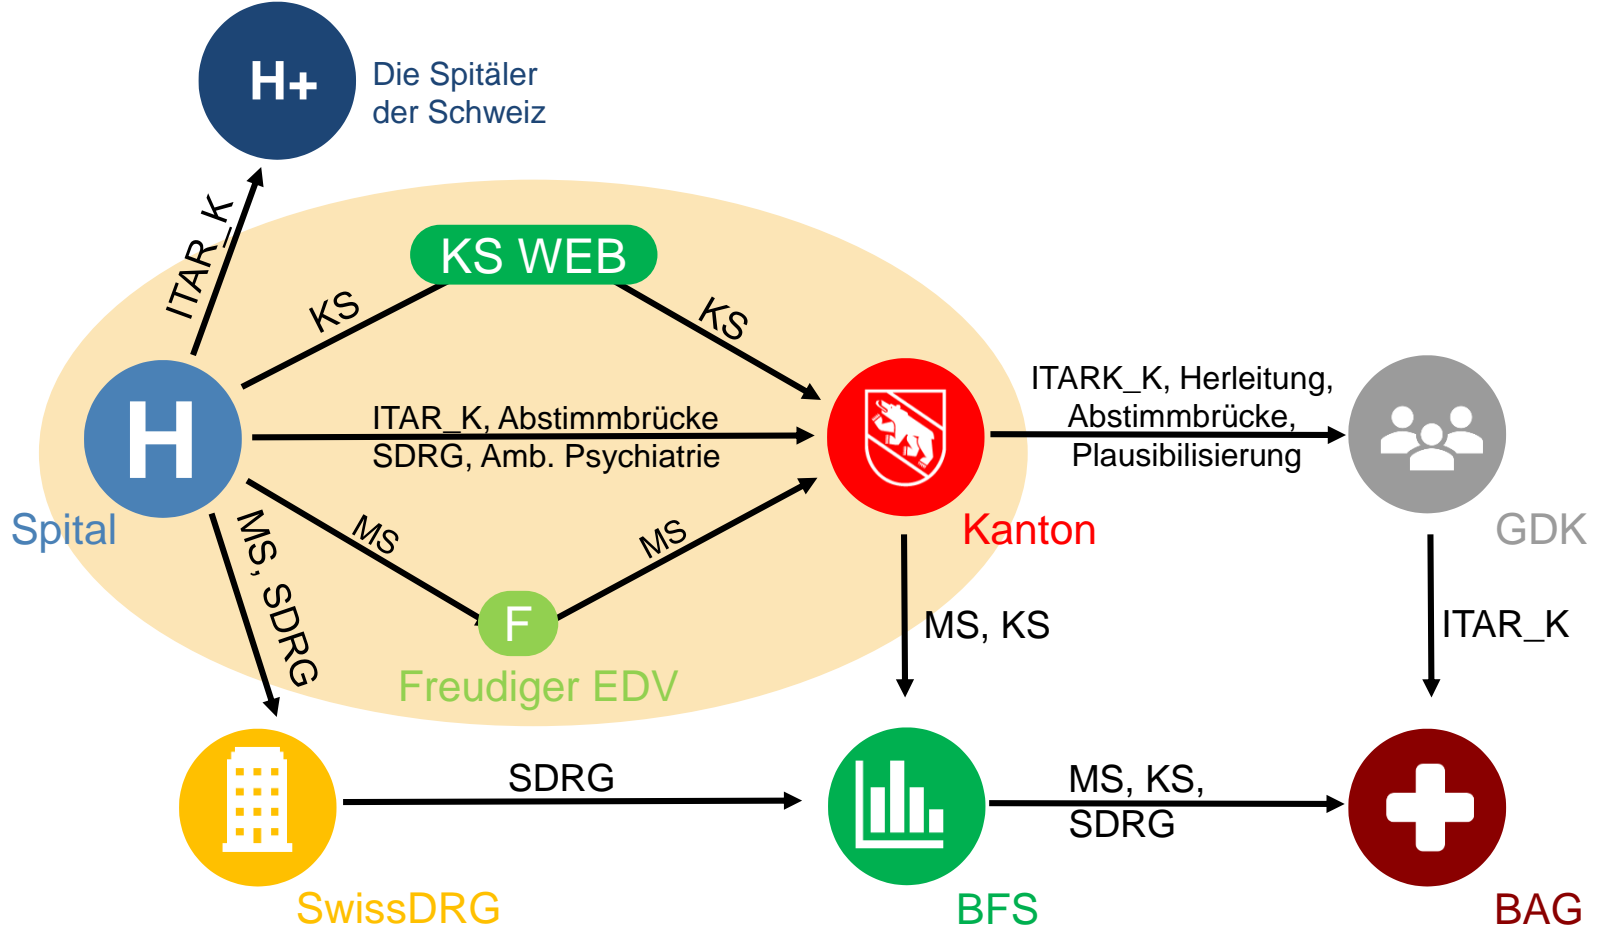 H+
Die Spitäler
der Schweiz
ITAR_K
KS WEB
KS
KS
H
Spital
ITAR_K, Abstimmbrücke
SDRG, Amb. Psychiatrie
Kanton
ITARK_K, Herleitung,
Abstimmbrücke,
Plausibilisierung
GDK
MS, SDRG
MS
MS
F
Freudiger EDV
MS, KS
ITAR_K
SwissDRG
SDRG
BFS
MS, KS,
SDRG
BAG